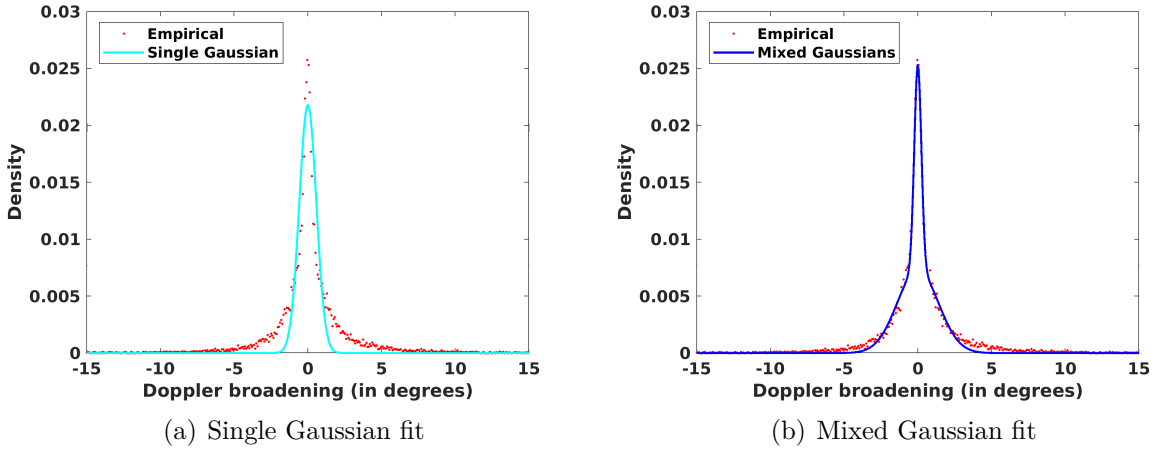 0.03
0.025
0.02
0.015
0.01
0.005
0
Density
Empirical
Single Gaussian
-15 -10 -5 0 5 10 15
Doppler broadening (in degrees)
(a) Single Gaussian fit
0.03
0.025
0.02
0.015
0.01
0.005
0
Density
Empirical
Mixed Gaussians
-15 -10 -5 0 5 10 15
Doppler broadening (in degrees)
(b) Mixed Gaussian fit